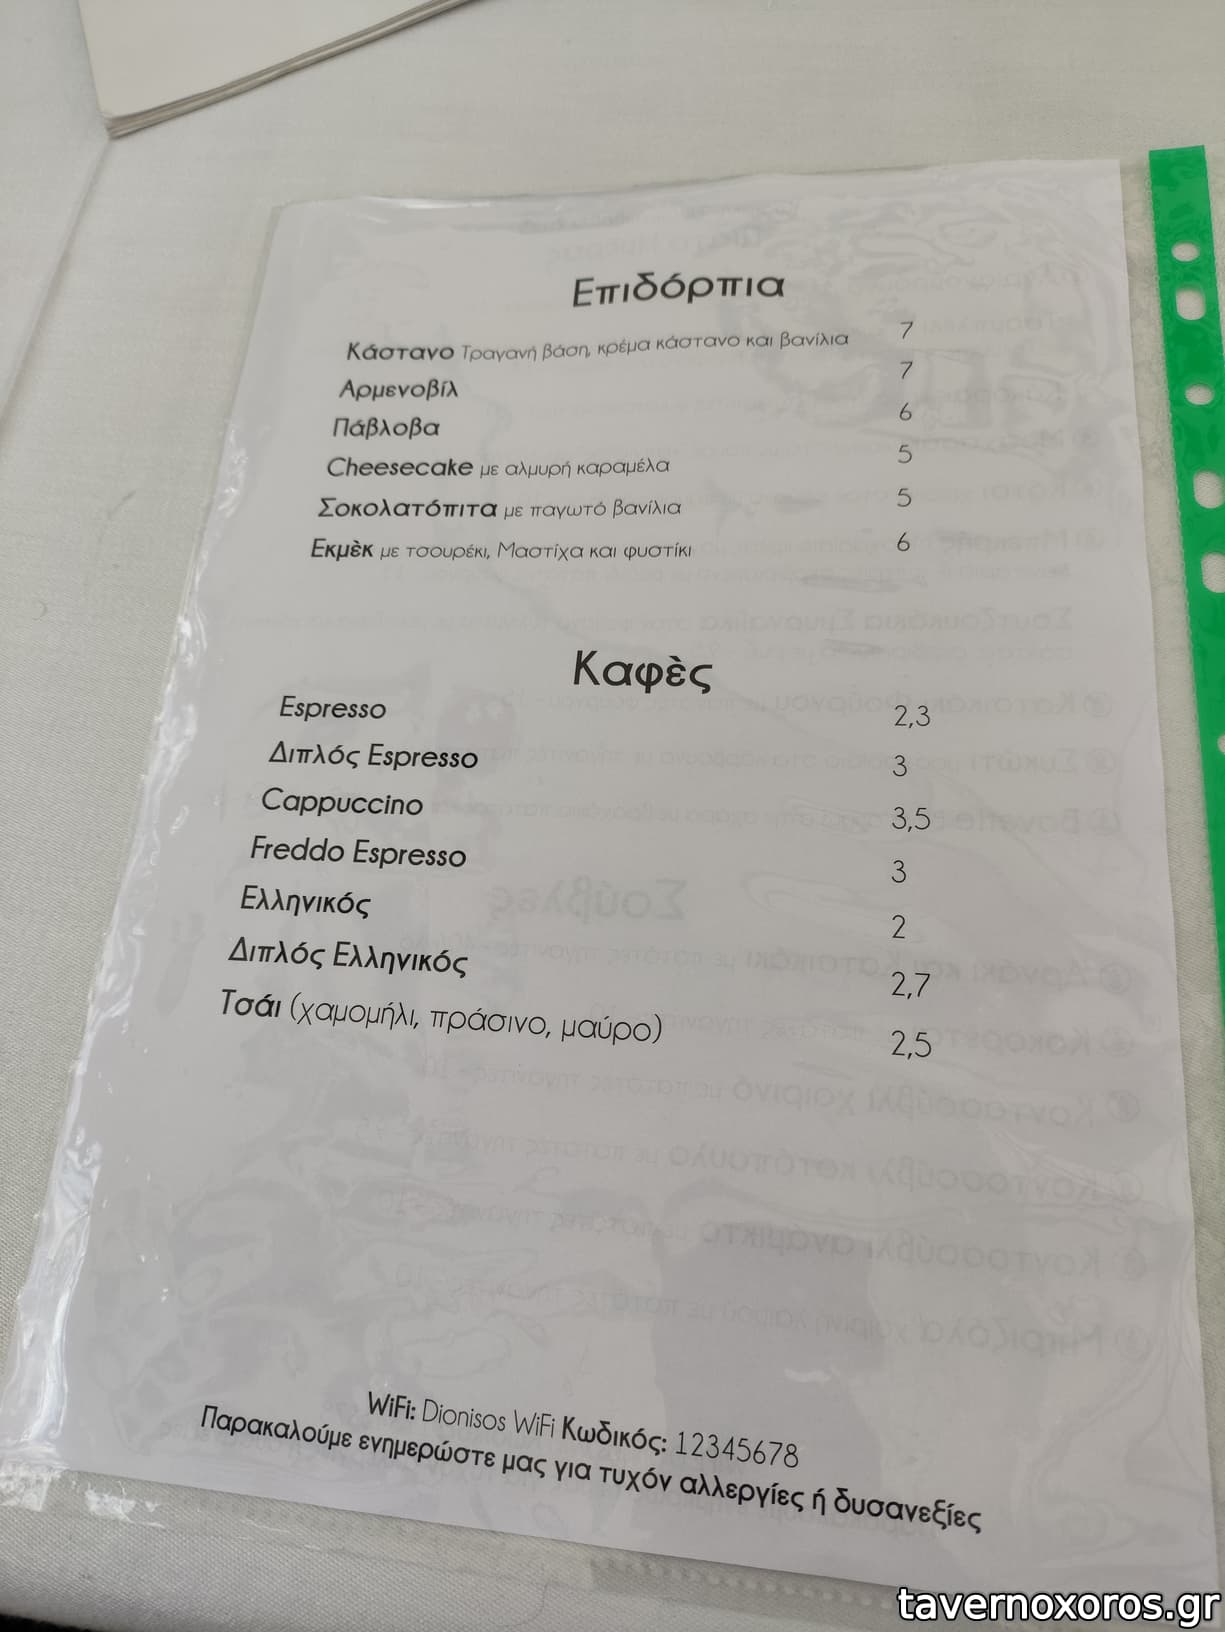 Επιδόρπια
Κάστανο Τραγανή βάση, κρέμα κάστανο και βανίλια 7
Αρμενοβίλ 7
Πάβλοβα 6
Cheesecake με αλμυρή καραμέλα 5
Σοκολατόπιτα με παγωτό βανίλια 5
Εκμὲκ με τσουρέκι, Μαστίχα και φυστίκι 6
Καφὲς
Espresso 2,3
Διπλός Espresso 3
Cappuccino 3,5
Freddo Espresso 3
Ελληνικός 2
Διπλός Ελληνικός 2,7
Τσάι (χαμομήλι, πράσινο, μαύρο) 2,5
WiFi: Dionisos WiFi Κωδικός: 12345678
Παρακαλούμε ενημερώστε μας για τυχόν αλλεργίες ή δυσανεξίες
tavernoxoros.gr